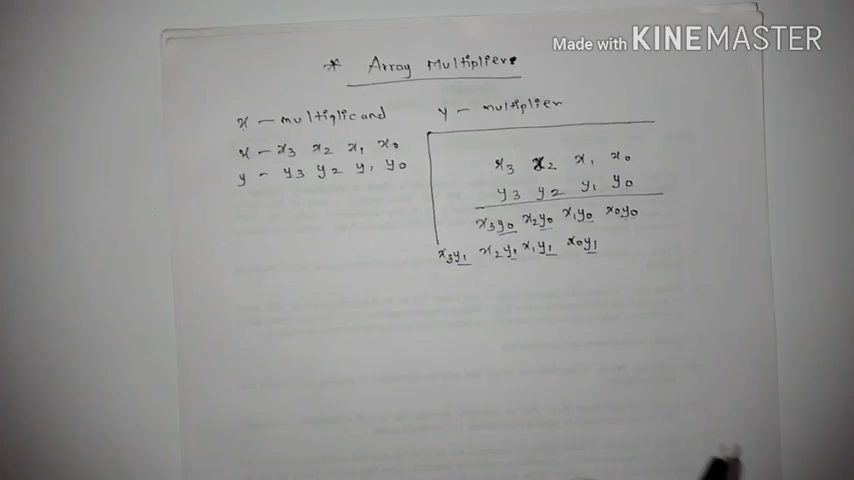 Made with KINEMASTER
* Array Multiplier
x - multiplicand y - multiplier
x - x3 x2 x1 x0
y - y3 y2 y1 y0
x3 x2 x1 x0
y3 y2 y1 y0
x3y0 x2y0 x1y0 x0y0
x3y1 x2y1 x1y1 x0y1